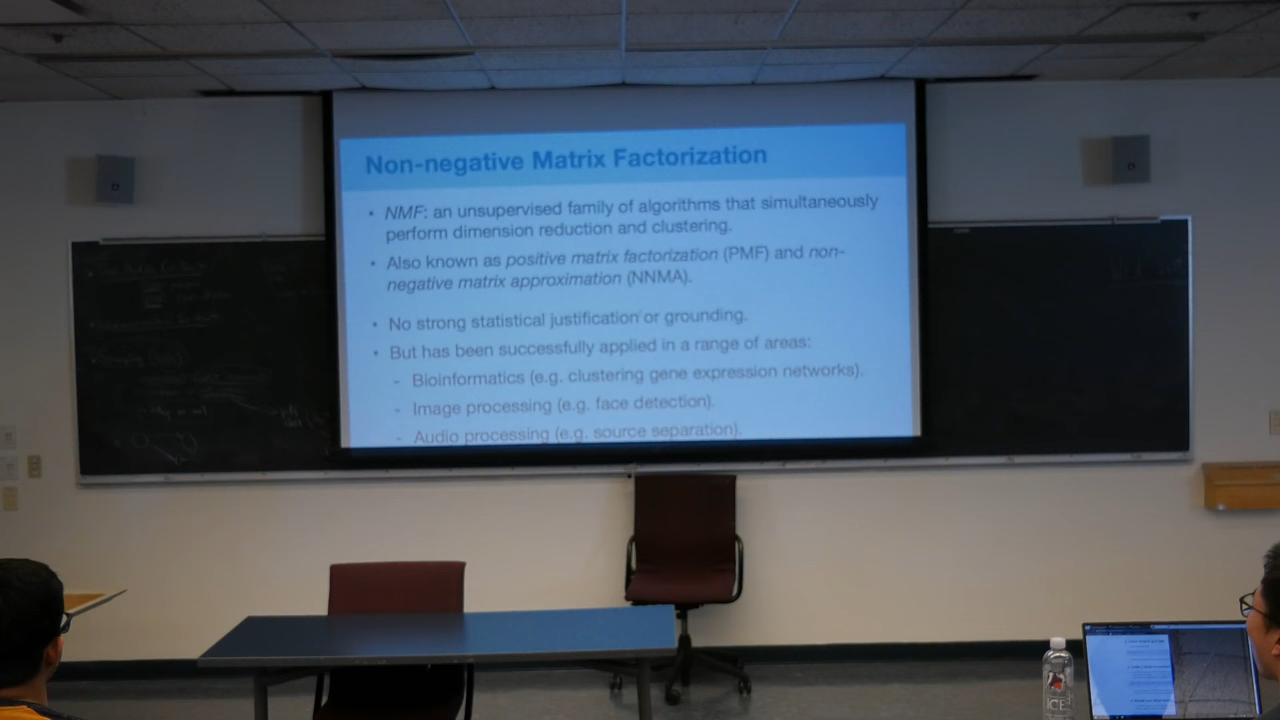 Non-negative Matrix Factorization
• NMF: an unsupervised family of algorithms that simultaneously
perform dimension reduction and clustering.
• Also known as positive matrix factorization (PMF) and non-
negative matrix approximation (NNMA).
• No strong statistical justification or grounding.
• But has been successfully applied in a range of areas:
- Bioinformatics (e.g. clustering gene expression networks).
- Image processing (e.g. face detection).
- Audio processing (e.g. source separation).
ICE